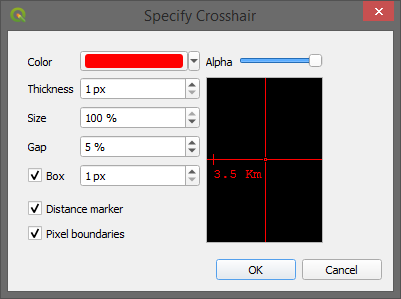 Specify Crosshair
Color
Alpha
Thickness 1 px
Size 100 %
Gap 5 %
Box 1 px
3.5 Km
Distance marker
Pixel boundaries
OK Cancel